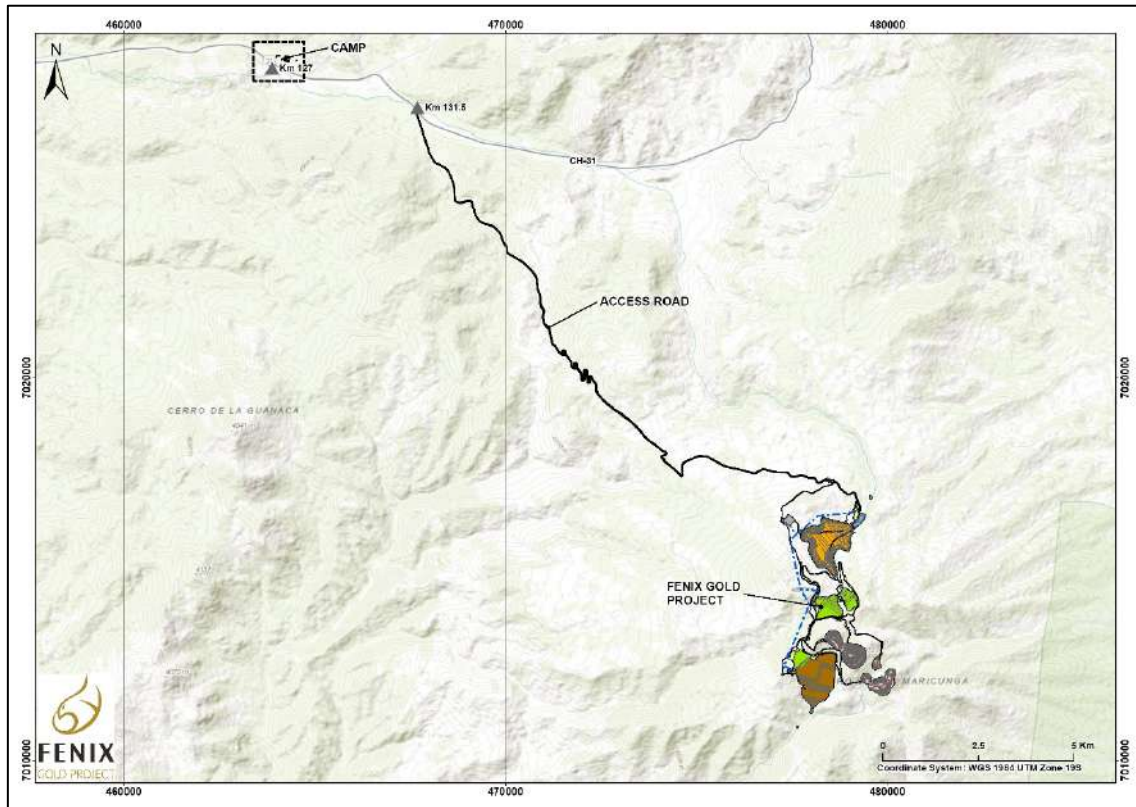 460000
470000
480000
N
CAMP
Km 127
Km 131.5
CH-31
ACCESS ROAD
7020000
7020000
CERRO DE LA GUANACA
FENIX GOLD
PROJECT
MARICUNGA
FENIX
GOLD PROJECT
0
2.5
5 Km
Coordinate System: WGS 1984 UTM Zone 19S
7010000
7010000
460000
470000
480000